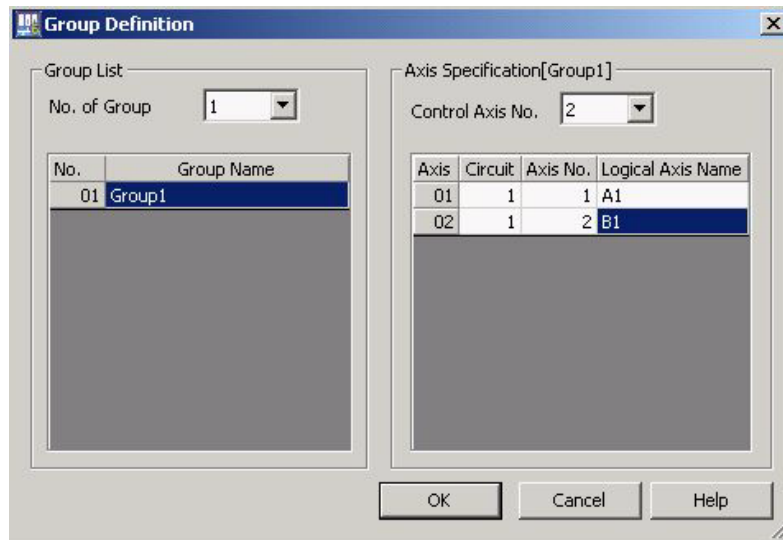 Group Definition
Group List
No. of Group 1
No. Group Name
01 Group1
Axis Specification[Group1]
Control Axis No. 2
Axis Circuit Axis No. Logical Axis Name
01 1 1 A1
02 1 2 B1
OK Cancel Help